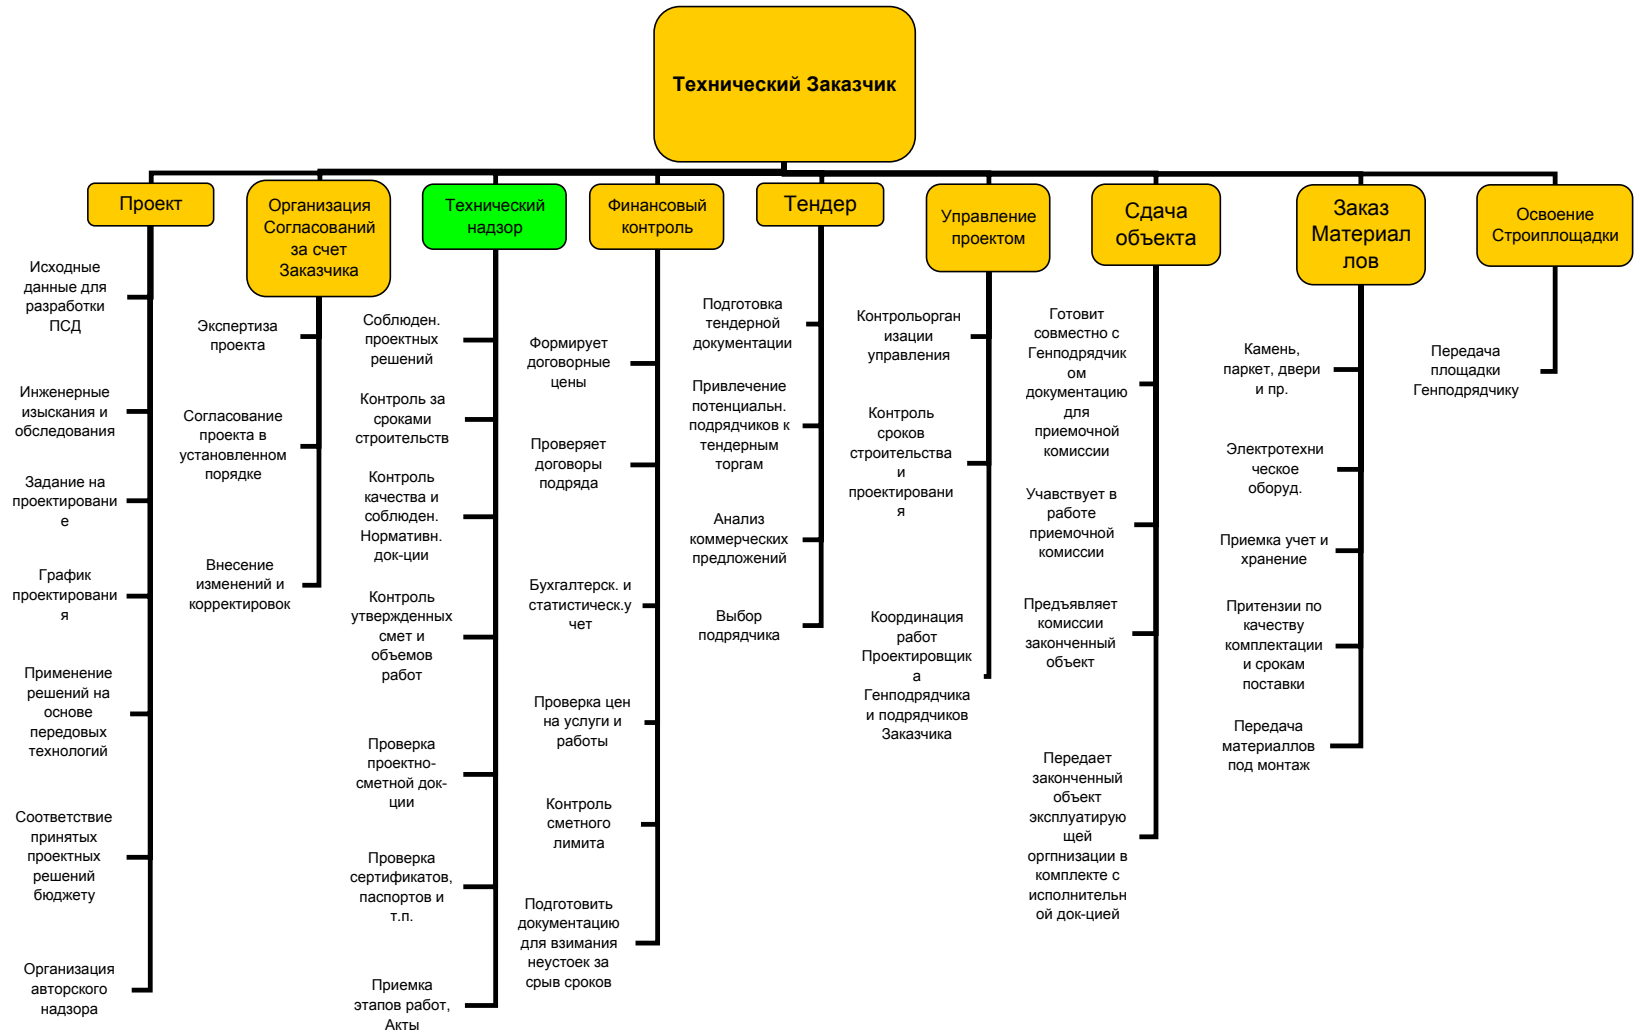 Технический Заказчик
Проект
Исходные
данные для
разработки
ПСД
Инженерные
изыскания и
обследования
Задание на
проектировани
е
График
проектировани
я
Применение
решений на
основе
передовых
технологий
Соответствие
принятых
проектных
решений
бюджету
Организация
авторского
надзора
Организация
Согласований
за счет
Заказчика
Экспертиза
проекта
Согласование
проекта в
установленном
порядке
Внесение
изменений и
корректировок
Технический
надзор
Соблюден.
проектных
решений
Контроль за
сроками
строительств
Контроль
качества и
соблюден.
Нормативн.
док-ции
Контроль
утвержденных
смет и
объемов
работ
Проверка
проектно-
сметной док-
ции
Проверка
сертификатов,
паспортов и
т.п.
Приемка
этапов работ,
Акты
Финансовый
контроль
Формирует
договорные
цены
Проверяет
договоры
подряда
Бухгалтерск. и
статистическ.у
чет
Проверка цен
на услуги и
работы
Контроль
сметного
лимита
Подготовить
документацию
для взимания
неустоек за
срыв сроков
Тендер
Подготовка
тендерной
документации
Привлечение
потенциальн.
подрядчиков к
тендерным
торгам
Анализ
коммерческих
предложений
Выбор
подрядчика
Управление
проектом
Контрольорган
изации
управления
Контроль
сроков
строительства
и
проектировани
я
Координация
работ
Проектировщик
а
Генподрядчика
и подрядчиков
Заказчика
Сдача
объекта
Готовит
совместно с
Генподрядчик
ом
документацию
для
приемочной
комиссии
Учавствует в
работе
приемочной
комиссии
Предъявляет
комиссии
законченный
объект
Передает
законченный
объект
эксплуатирую
щей
оргпнизации в
комплекте с
исполнительн
ой док-цией
Заказ
Материал
лов
Камень,
паркет, двери
и пр.
Электротехни
ческое
оборуд.
Приемка учет и
хранение
Притензии по
качеству
комплектации
и срокам
поставки
Передача
материаллов
под монтаж
Освоение
Строиплощадки
Передача
площадки
Генподрядчику